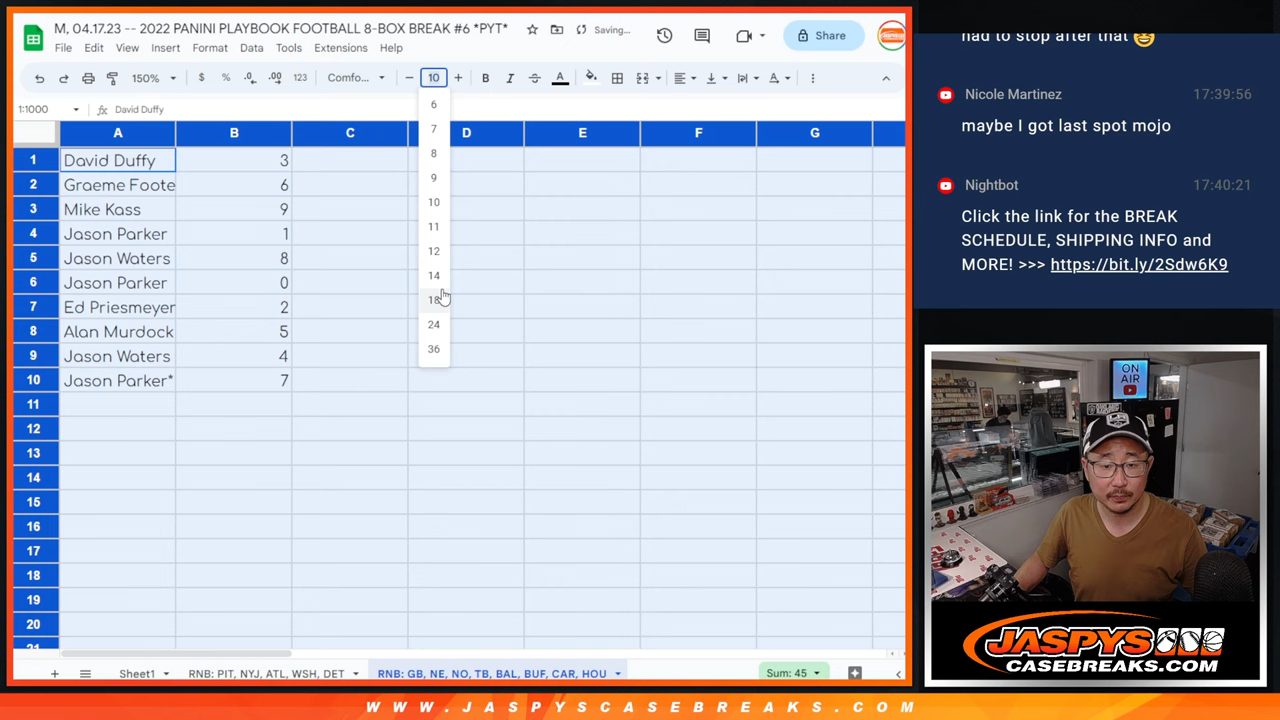 M, 04.17.23 -- 2022 PANINI PLAYBOOK FOOTBALL 8-BOX BREAK #6 *PYT*
Saving...
Share
File Edit View Insert Format Data Tools Extensions Help
150% $ % .0 .00 123 Comfo... 10 B I A
1:1000 fx David Duffy
A B C D E F G
1 David Duffy 3
2 Graeme Foote 6
3 Mike Kass 9
4 Jason Parker 1
5 Jason Waters 8
6 Jason Parker 0
7 Ed Priesmeyer 2
8 Alan Murdock 5
9 Jason Waters 4
10 Jason Parker* 7
11
12
13
14
15
16
17
18
19
20
21
6
7
8
9
10
11
12
14
18
24
36
Sheet1 RNB: PIT, NYJ, ATL, WSH, DET RNB: GB, NE, NO, TB, BAL, BUF, CAR, HOU Sum: 45
had to stop after that
Nicole Martinez 17:39:56
maybe I got last spot mojo
Nightbot 17:40:21
Click the link for the BREAK
SCHEDULE, SHIPPING INFO and
MORE! >>> https://bit.ly/2Sdw6K9
ON
AIR
JASPYS
CASEBREAKS.COM
WWW.JASPYSCASEBREAKS.COM